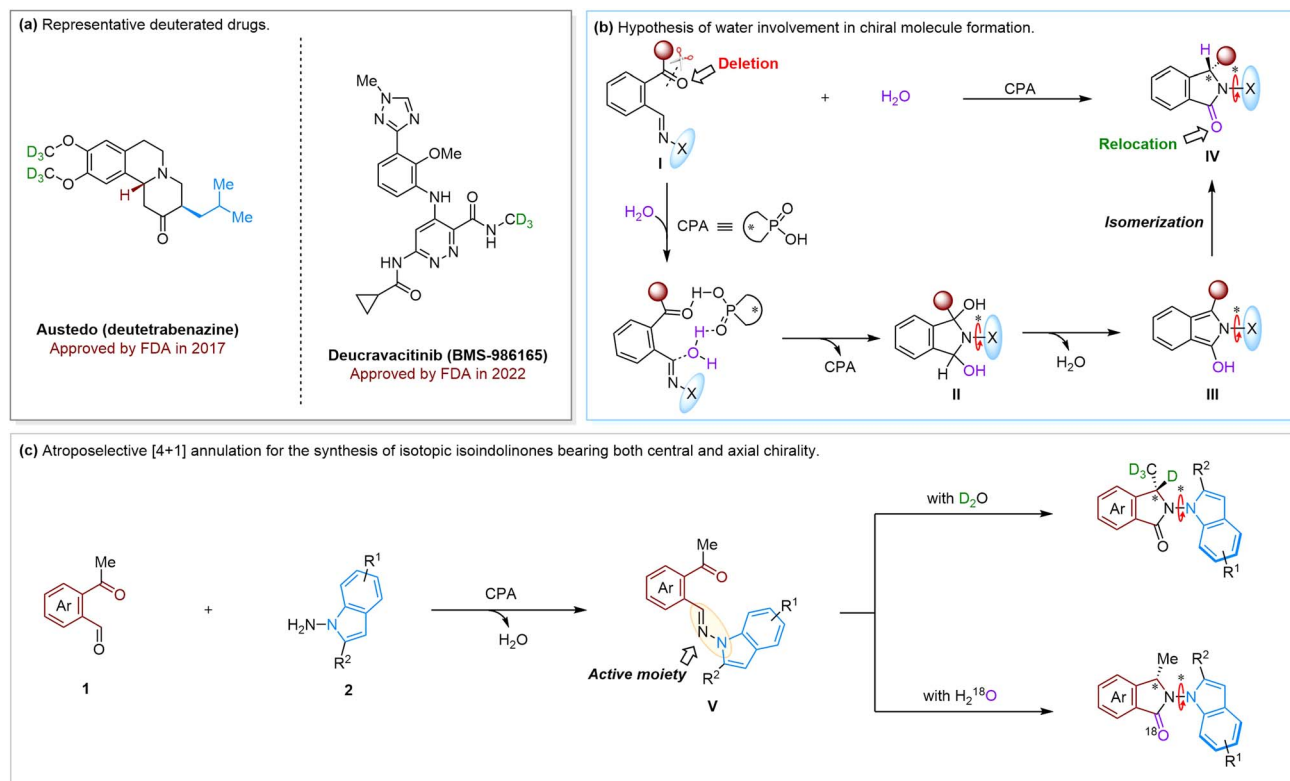 (a) Representative deuterated drugs.
D3C
O
D3C
O
N
H
O
Me
Me
Austedo (deutetrabenazine)
Approved by FDA in 2017
Me
N
N
N
OMe
NH
O
N
H
CD3
HN
N
N
O
Deucravacitinib (BMS-986165)
Approved by FDA in 2022
(b) Hypothesis of water involvement in chiral molecule formation.
O
Deletion
N
X
I
+
H2O
CPA
H
*
*
N
X
O
Relocation
IV
H2O
CPA ≡
*
P
O
OH
Isomerization
O
H
O
P
*
O
H
O
H
N
X
CPA
OH
*
N
X
H
OH
II
H2O
*
N
X
OH
III
(c) Atroposelective [4+1] annulation for the synthesis of isotopic isoindolinones bearing both central and axial chirality.
Me
Ar
O
O
1
+
R1
H2N
N
R2
2
CPA
H2O
Me
Ar
O
N
N
R1
R2
Active moiety
V
with D2O
D3C
D
R2
*
*
Ar
N
N
O
R1
with H218O
Me
R2
*
*
Ar
N
N
18O
R1